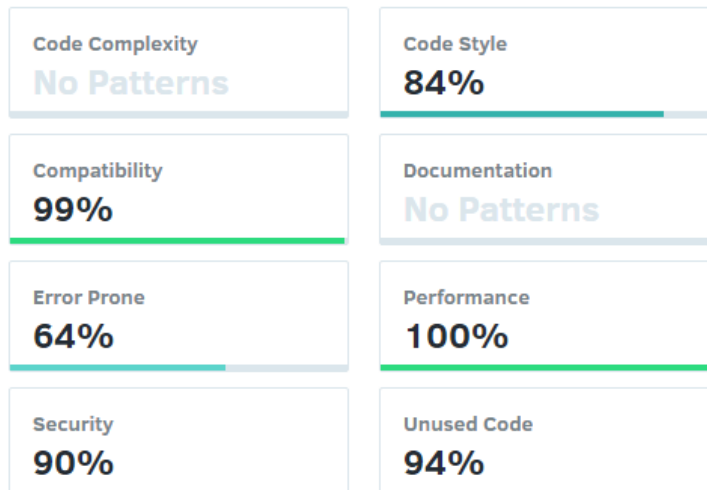 Code Complexity
No Patterns
Code Style
84%
Compatibility
99%
Documentation
No Patterns
Error Prone
64%
Performance
100%
Security
90%
Unused Code
94%